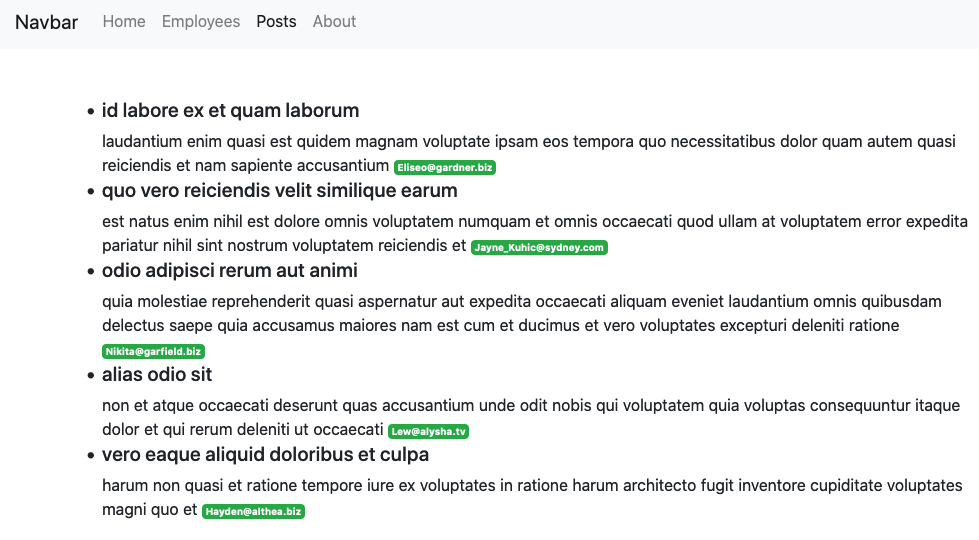 Navbar Home Employees Posts About
• id labore ex et quam laborum
laudantium enim quasi est quidem magnam voluptate ipsam eos tempora quo necessitatibus dolor quam autem quasi
reiciendis et nam sapiente accusantium Eliseo@gardner.biz
• quo vero reiciendis velit similique earum
est natus enim nihil est dolore omnis voluptatem numquam et omnis occaecati quod ullam at voluptatem error expedita
pariatur nihil sint nostrum voluptatem reiciendis et Jayne_Kuhic@sydney.com
• odio adipisci rerum aut animi
quia molestiae reprehenderit quasi aspernatur aut expedita occaecati aliquam eveniet laudantium omnis quibusdam
delectus saepe quia accusamus maiores nam est cum et ducimus et vero voluptates excepturi deleniti ratione
Nikita@garfield.biz
• alias odio sit
non et atque occaecati deserunt quas accusantium unde odit nobis qui voluptatem quia voluptas consequuntur itaque
dolor et qui rerum deleniti ut occaecati Lew@alysha.tv
• vero eaque aliquid doloribus et culpa
harum non quasi et ratione tempore iure ex voluptates in ratione harum architecto fugit inventore cupiditate voluptates
magni quo et Hayden@althea.biz